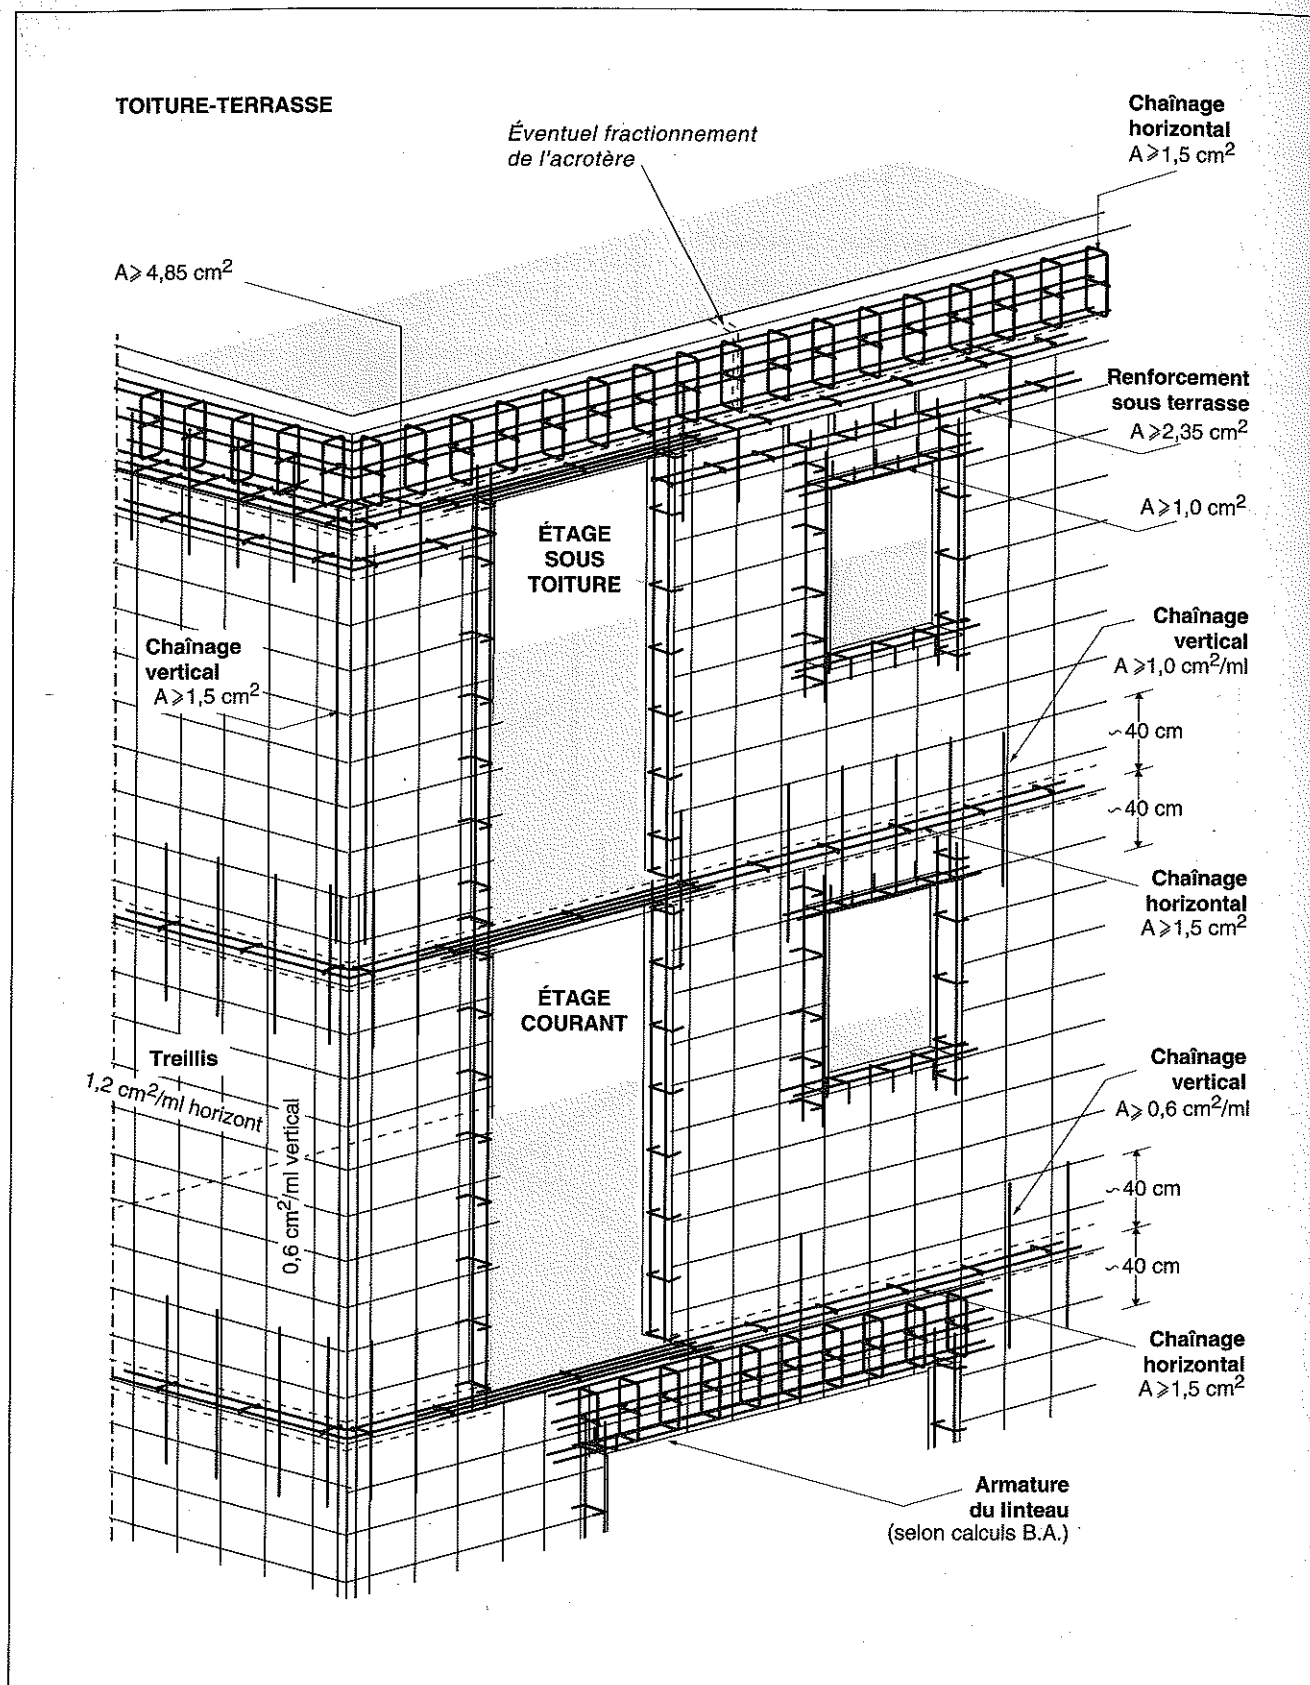 TOITURE-TERRASSE
Éventuel fractionnement
de l'acrotère
Chaînage
horizontal
A⩾1,5 cm²
A⩾4,85 cm²
Renforcement
sous terrasse
A⩾2,35 cm²
A⩾1,0 cm²
ÉTAGE
SOUS
TOITURE
Chaînage
vertical
A⩾1,5 cm²
Chaînage
vertical
A⩾1,0 cm²/ml
~40 cm
~40 cm
Chaînage
horizontal
A⩾1,5 cm²
ÉTAGE
COURANT
Treillis
1,2 cm²/ml horizont
0,6 cm²/ml vertical
Chaînage
vertical
A⩾0,6 cm²/ml
~40 cm
~40 cm
Chaînage
horizontal
A⩾1,5 cm²
Armature
du linteau
(selon calculs B.A.)